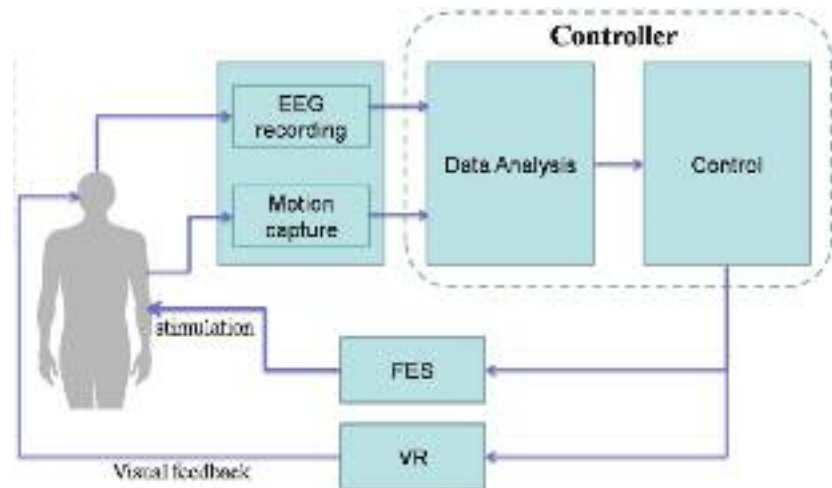 Controller
EEG
recording
Data Analysis
Control
Motion
capture
stimulation
FES
VR
Visual feedback